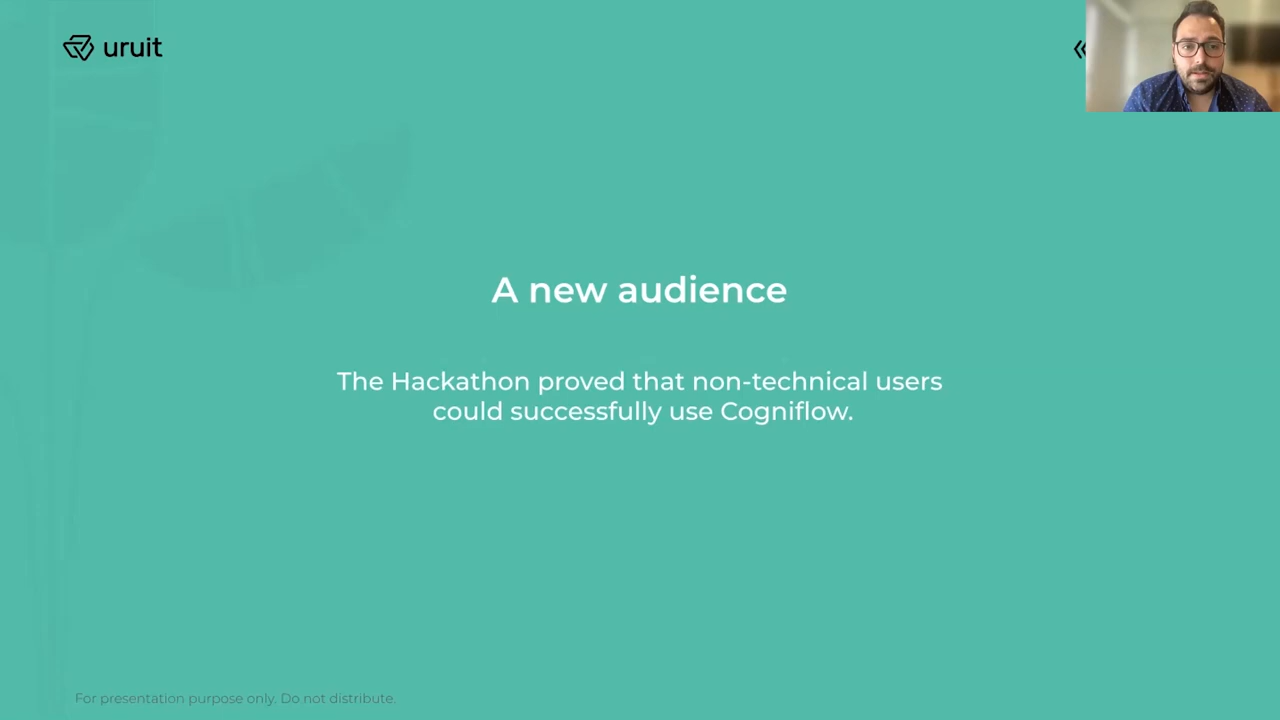 uruit
A new audience
The Hackathon proved that non-technical users
could successfully use Cogniflow.
For presentation purpose only. Do not distribute.